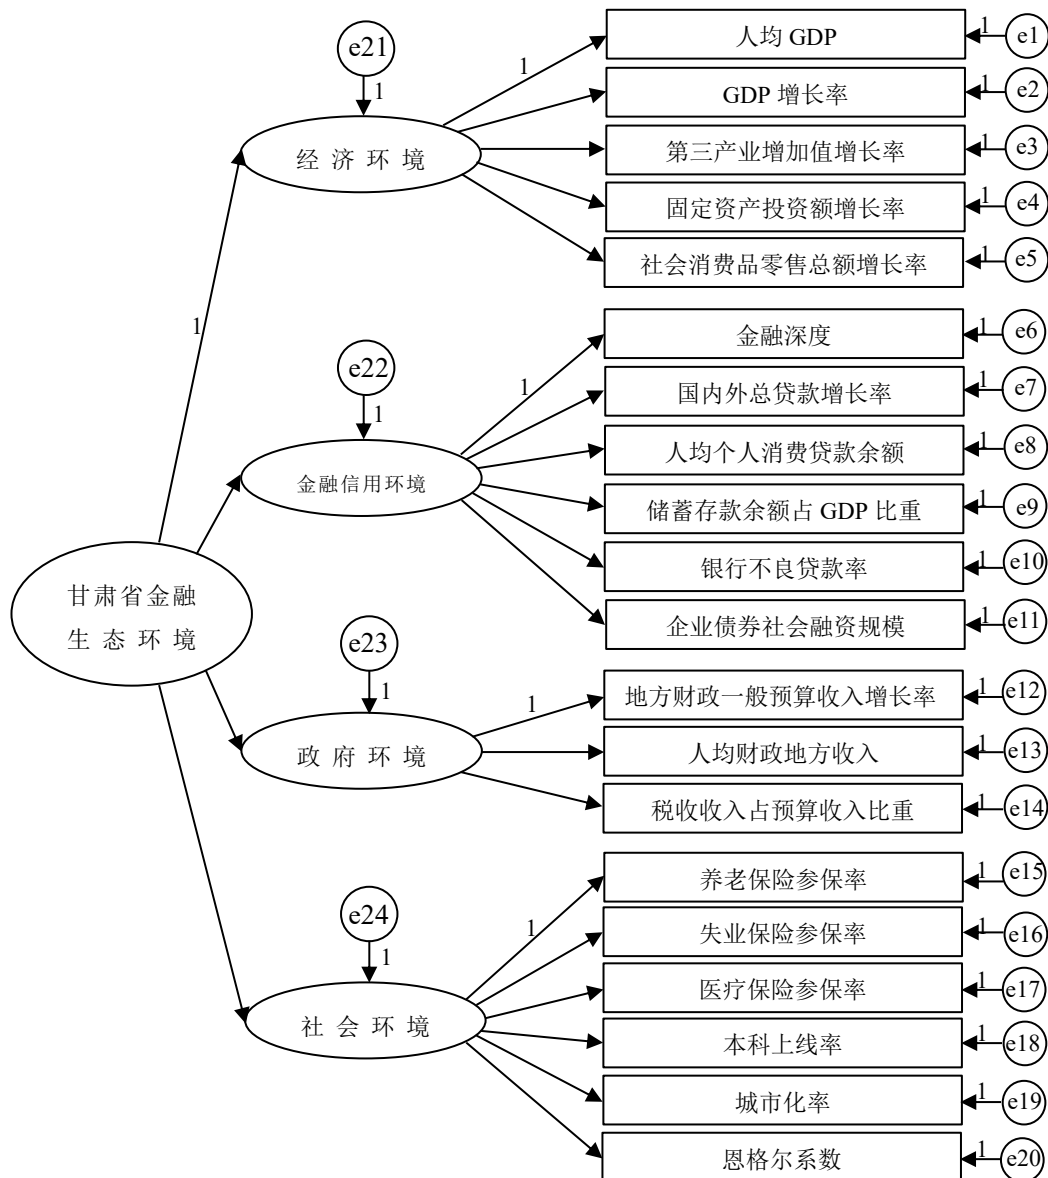 人均 GDP
1
e1
e21
1
1
GDP 增长率
1
e2
经 济 环 境
第三产业增加值增长率
1
e3
固定资产投资额增长率
1
e4
社会消费品零售总额增长率
1
e5
1
金融深度
1
e6
e22
1
1
国内外总贷款增长率
1
e7
人均个人消费贷款余额
1
e8
金融信用环境
储蓄存款余额占 GDP 比重
1
e9
银行不良贷款率
1
e10
甘肃省金融
生 态 环 境
企业债券社会融资规模
1
e11
e23
1
地方财政一般预算收入增长率
1
e12
1
政 府 环 境
人均财政地方收入
1
e13
税收收入占预算收入比重
1
e14
养老保险参保率
1
e15
e24
1
1
失业保险参保率
1
e16
医疗保险参保率
1
e17
社 会 环 境
本科上线率
1
e18
城市化率
1
e19
恩格尔系数
1
e20